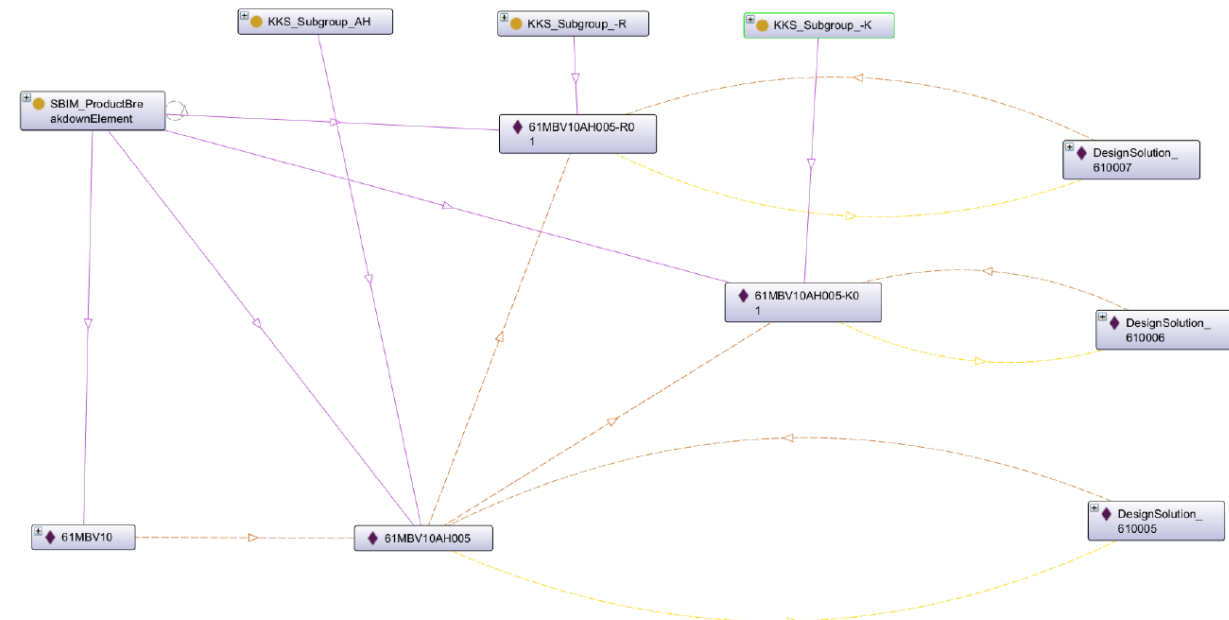 KKS_Subgroup_AH
KKS_Subgroup_-R
KKS_Subgroup_-K
SBIM_ProductBre
akdownElement
61MBV10AH005-R0
1
DesignSolution_
610007
61MBV10AH005-K0
1
DesignSolution_
610006
61MBV10
61MBV10AH005
DesignSolution_
610005